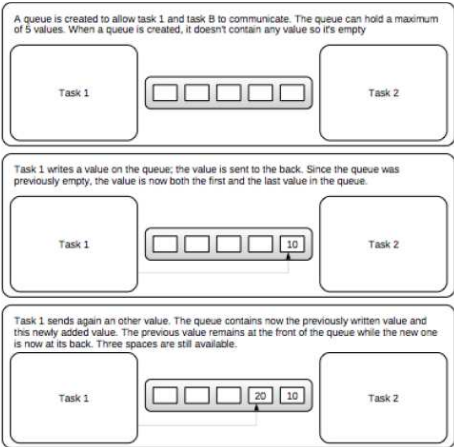 A queue is created to allow task 1 and task B to communicate. The queue can hold a maximum
of 5 values. When a queue is created, it doesn't contain any value so it's empty
Task 1
Task 2
Task 1 writes a value on the queue; the value is sent to the back. Since the queue was
previously empty, the value is now both the first and the last value in the queue.
Task 1
10
Task 2
Task 1 sends again an other value. The queue contains now the previously written value and
this newly added value. The previous value remains at the front of the queue while the new one
is now at its back. Three spaces are still available.
Task 1
20 10
Task 2